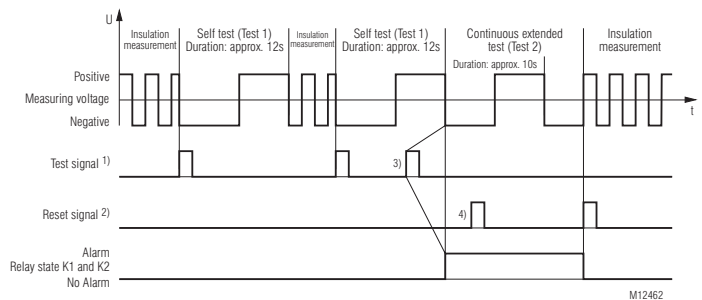 U
Insulation
measurement
Self test (Test 1)
Duration: approx. 12s
Insulation
measurement
Self test (Test 1)
Duration: approx. 12s
Continuous extended
test (Test 2)
Duration: approx. 10s
Insulation
measurement
Positive
Measuring voltage
Negative
t
Test signal 1)
3)
Reset signal 2)
4)
Alarm
Relay state K1 and K2
No Alarm
M12462